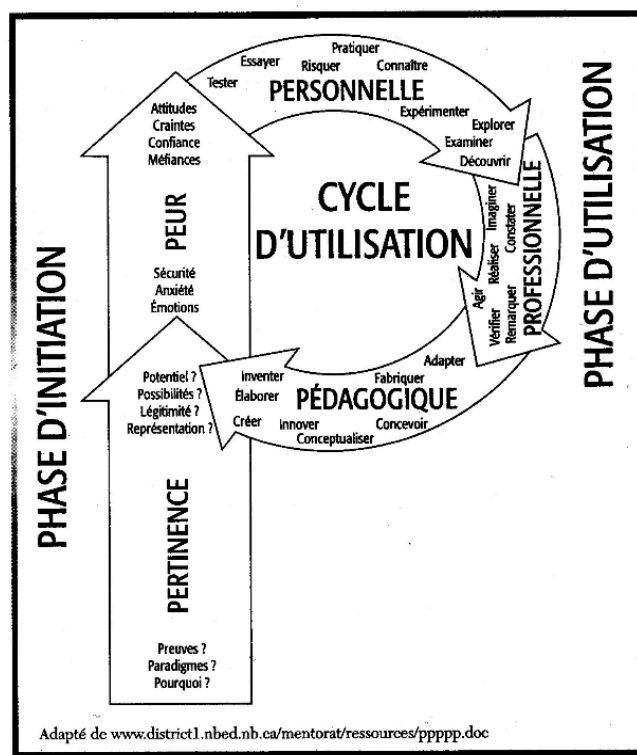 PHASE D'INITIATION
Attitudes
Craintes
Confiance
Méfiances
PEUR
Sécurité
Anxiété
Émotions
Potentiel ?
Possibilités ?
Légitimité ?
Représentation ?
PERTINENCE
Preuves ?
Paradigmes ?
Pourquoi ?
CYCLE
D'UTILISATION
Tester
Essayer
Risquer
Pratiquer
Connaître
PERSONNELLE
Expérimenter
Explorer
Examiner
Découvrir
PROFESSIONNELLE
Imaginer
Constater
Réaliser
Remarquer
Agir
Vérifier
PÉDAGOGIQUE
Adapter
Fabriquer
Concevoir
Conceptualiser
Innover
Inventer
Élaborer
Créer
PHASE D'UTILISATION
Adapté de www.district1.nbed.nb.ca/mentorat/ressources/ppppp.doc